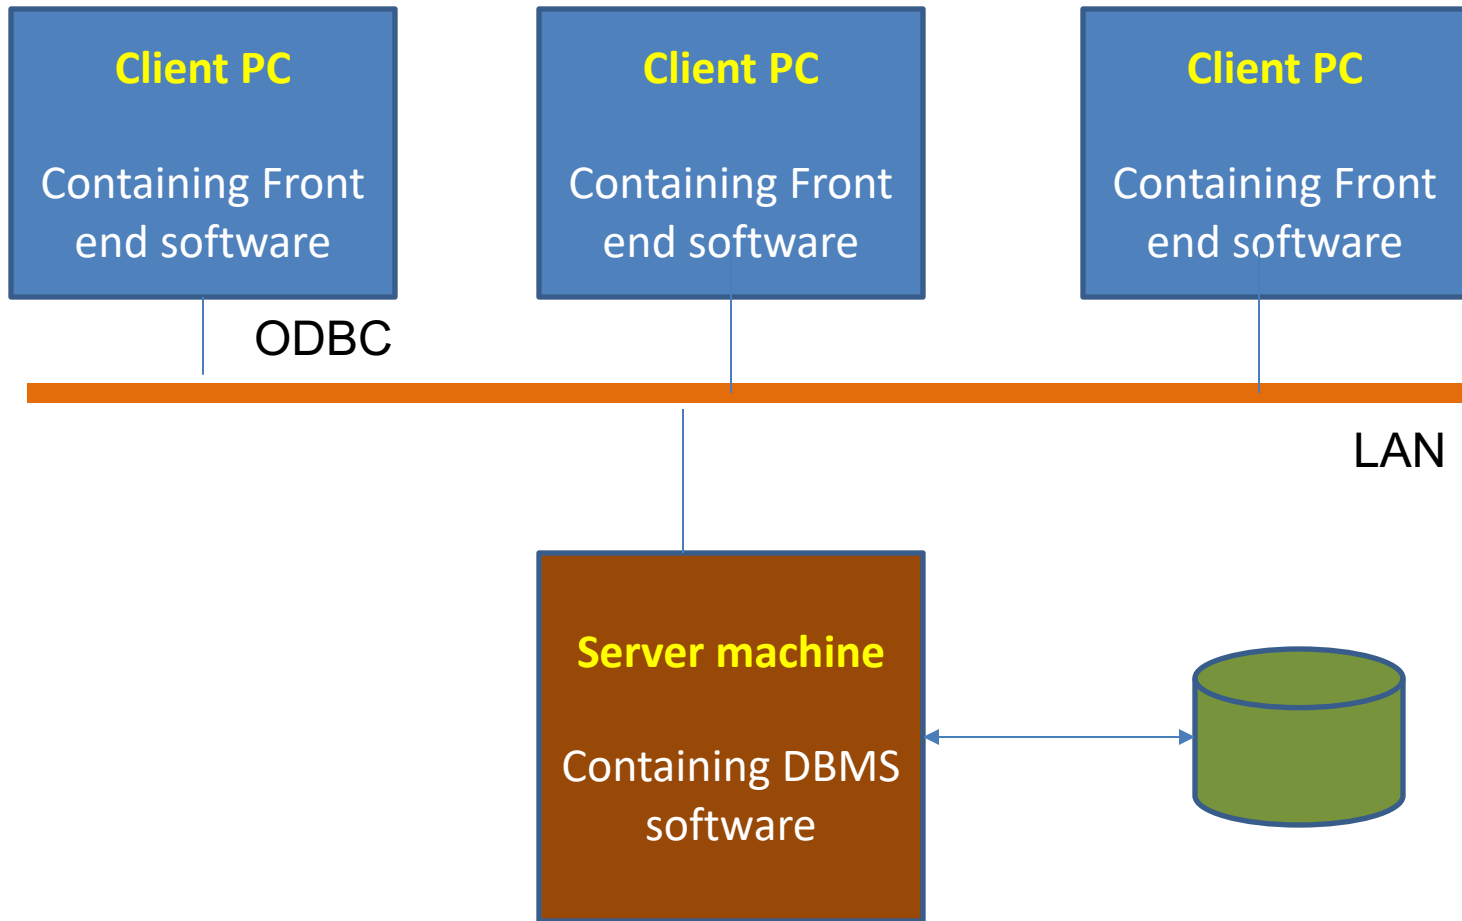 Client PC
Containing Front
end software
Client PC
Containing Front
end software
Client PC
Containing Front
end software
ODBC
LAN
Server machine
Containing DBMS
software